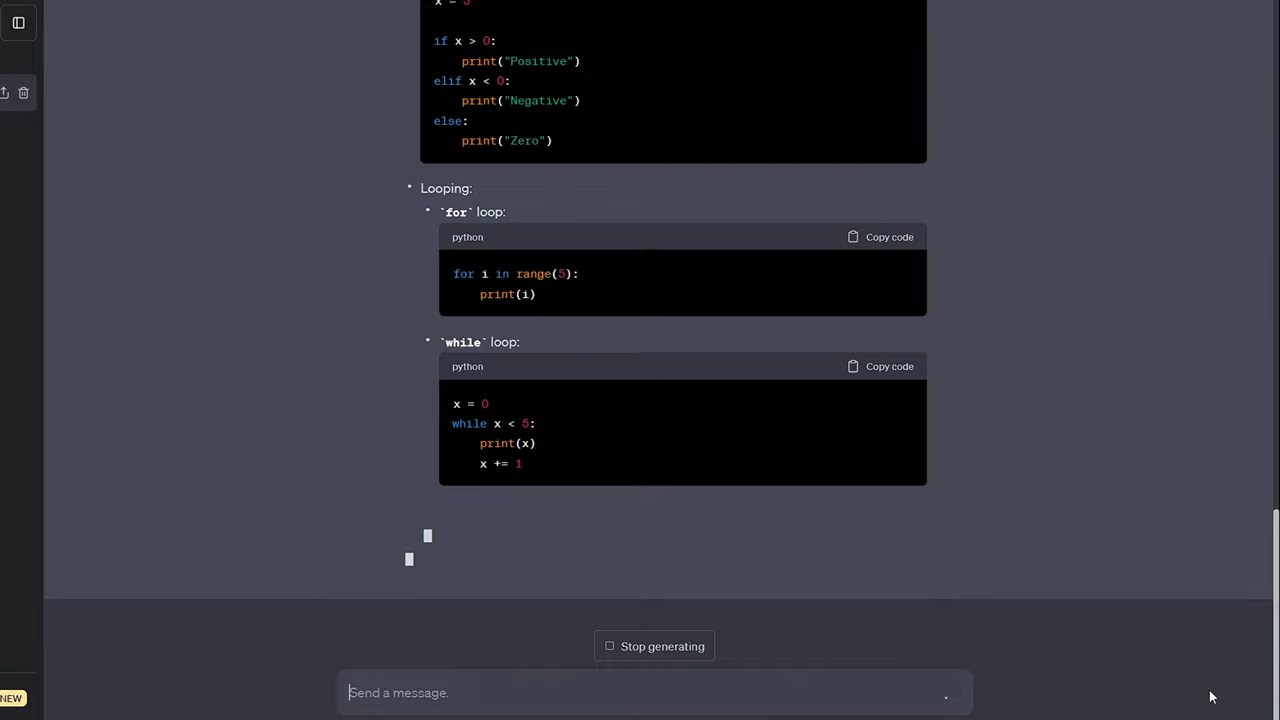 x = 5
if x > 0:
print("Positive")
elif x < 0:
print("Negative")
else:
print("Zero")
Looping:
`for` loop:
python Copy code
for i in range(5):
print(i)
`while` loop:
python Copy code
x = 0
while x < 5:
print(x)
x += 1
Stop generating
Send a message.
NEW